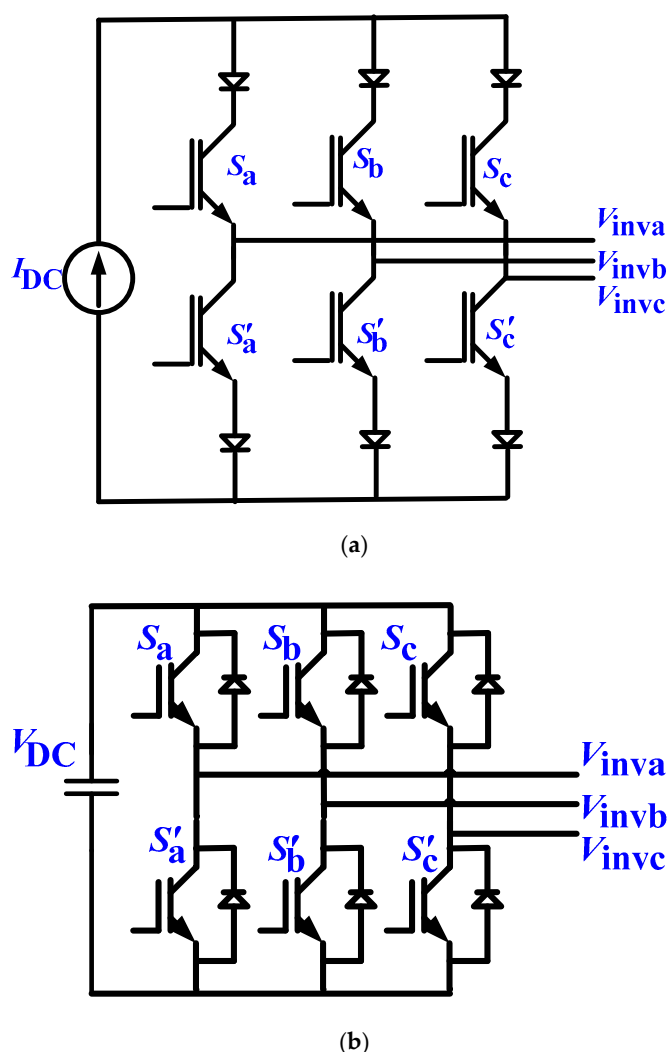 Sa Sb Sc
Vinva
IDC
Vinvb
Vinvc
S'a S'b S'c
(a)
Sa Sb Sc
VDC
Vinva
Vinvb
S'a S'b S'c
Vinvc
(b)